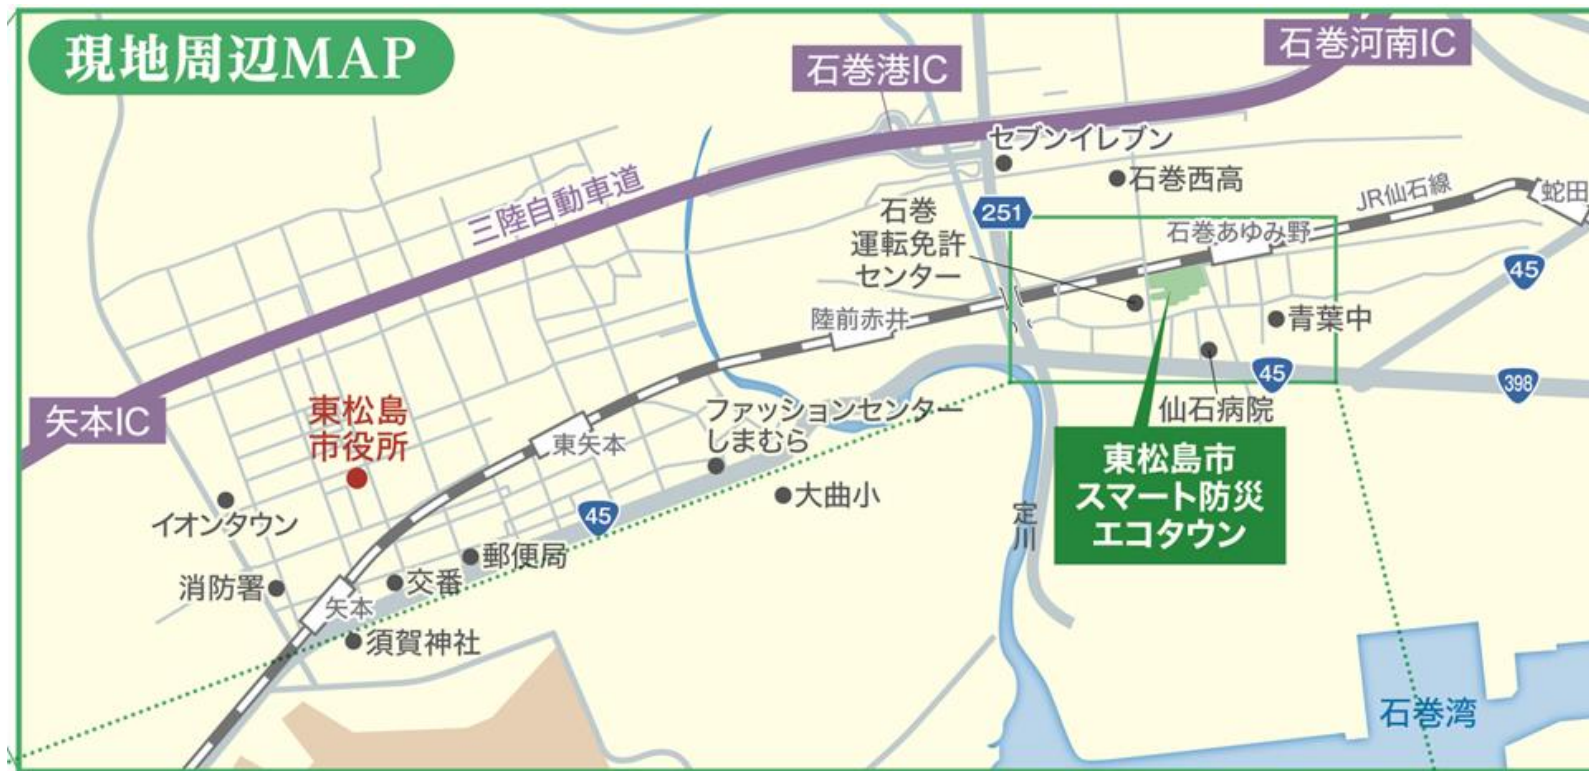 現地周辺MAP
石巻港IC
石巻河南IC
セブンイレブン
石巻西高
三陸自動車道
JR仙石線
蛇田
石巻
運転免許
センター
251
石巻あゆみ野
45
陸前赤井
青葉中
矢本IC
東松島
市役所
45
398
ファッションセンター
しまむら
仙石病院
東矢本
東松島市
スマート防災
エコタウン
イオンタウン
大曲小
45
定川
郵便局
消防署
交番
矢本
須賀神社
石巻湾